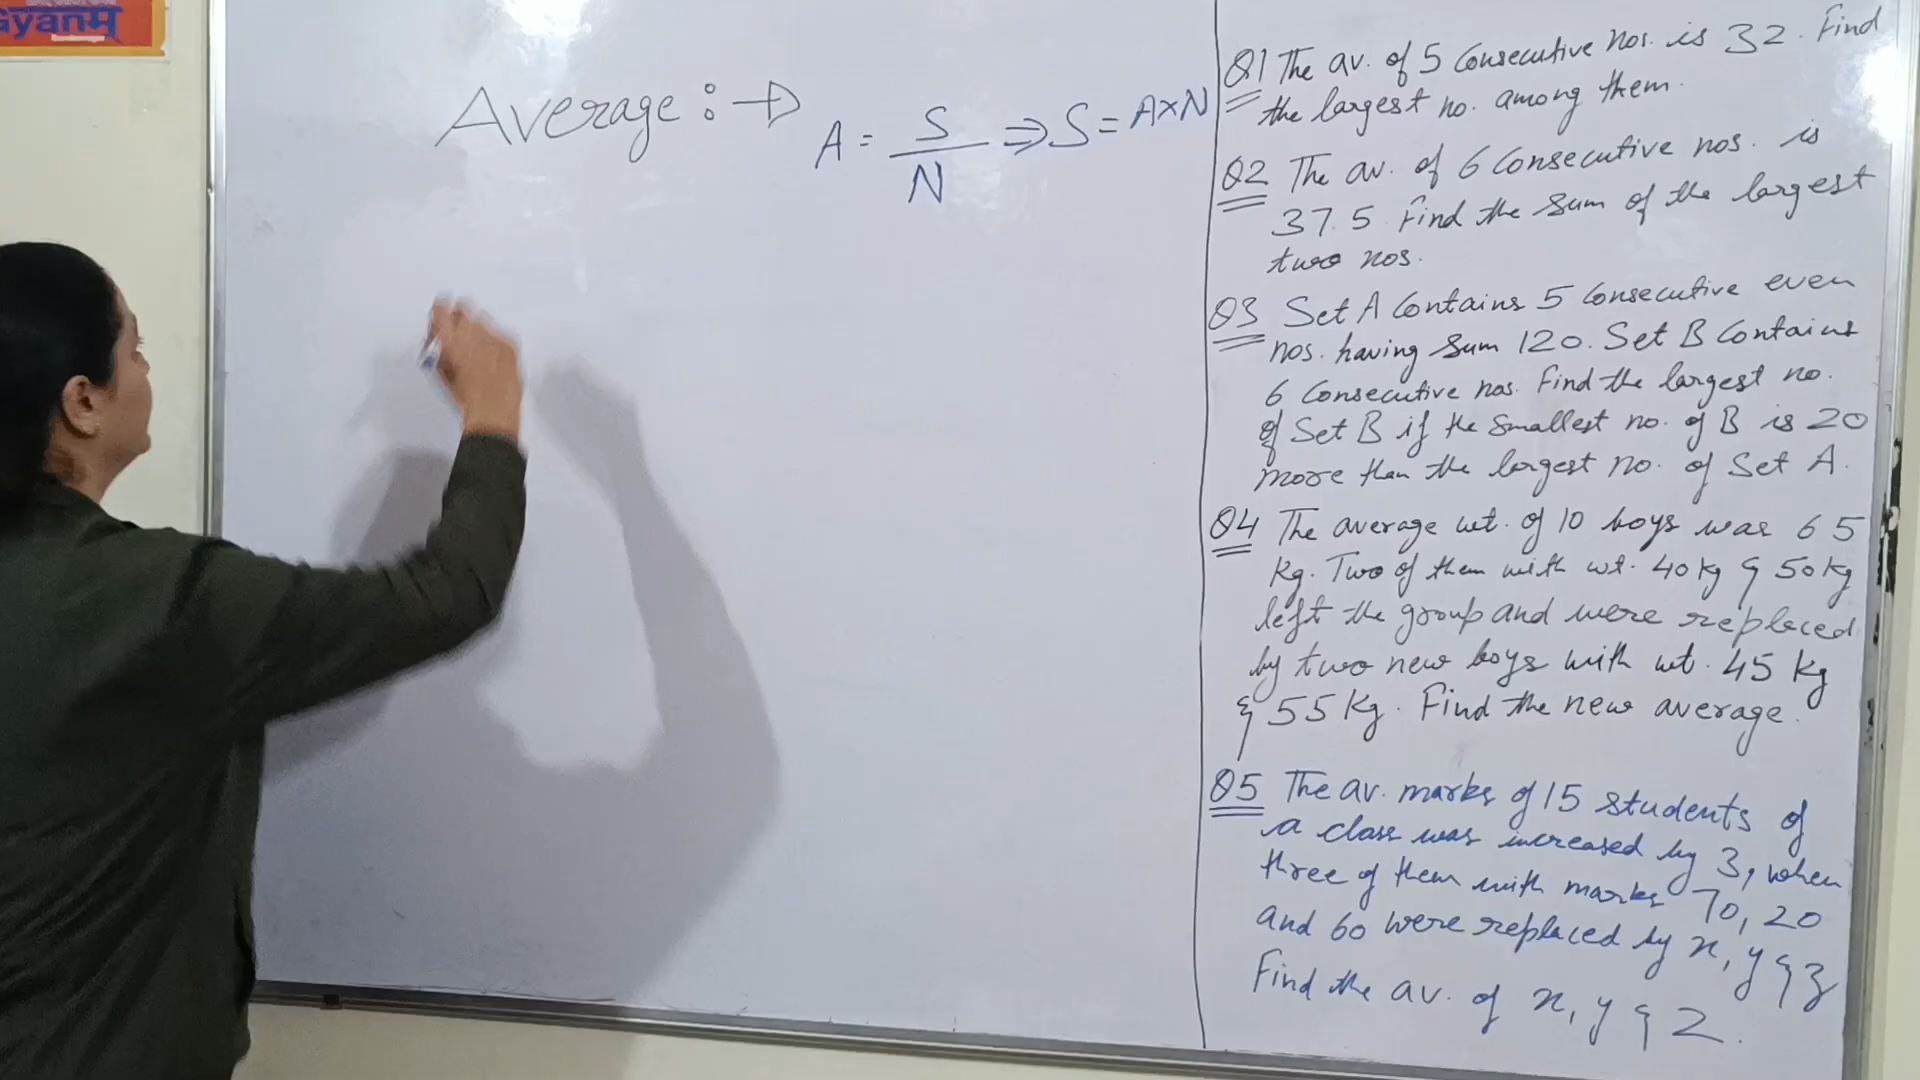 Gyanम
Average :→ A = S/N ⇒ S = A×N
Q1 The av. of 5 Consecutive nos. is 32. Find
the largest no. among them.
Q2 The av. of 6 Consecutive nos. is
37.5. Find the Sum of the largest
two nos.
Q3 Set A Contains 5 Consecutive even
nos. having Sum 120. Set B Contains
6 Consecutive nos. Find the largest no.
of Set B if the Smallest no. of B is 20
more than the largest no. of Set A.
Q4 The average wt. of 10 boys was 65
kg. Two of them with wt. 40 kg & 50 kg
left the group and were replaced
by two new boys with wt. 45 kg
& 55 kg. Find the new average.
Q5 The av. marks of 15 students of
a class was increased by 3, when
three of them with marks 70, 20
and 60 were replaced by x, y & z
Find the av. of x, y & z.